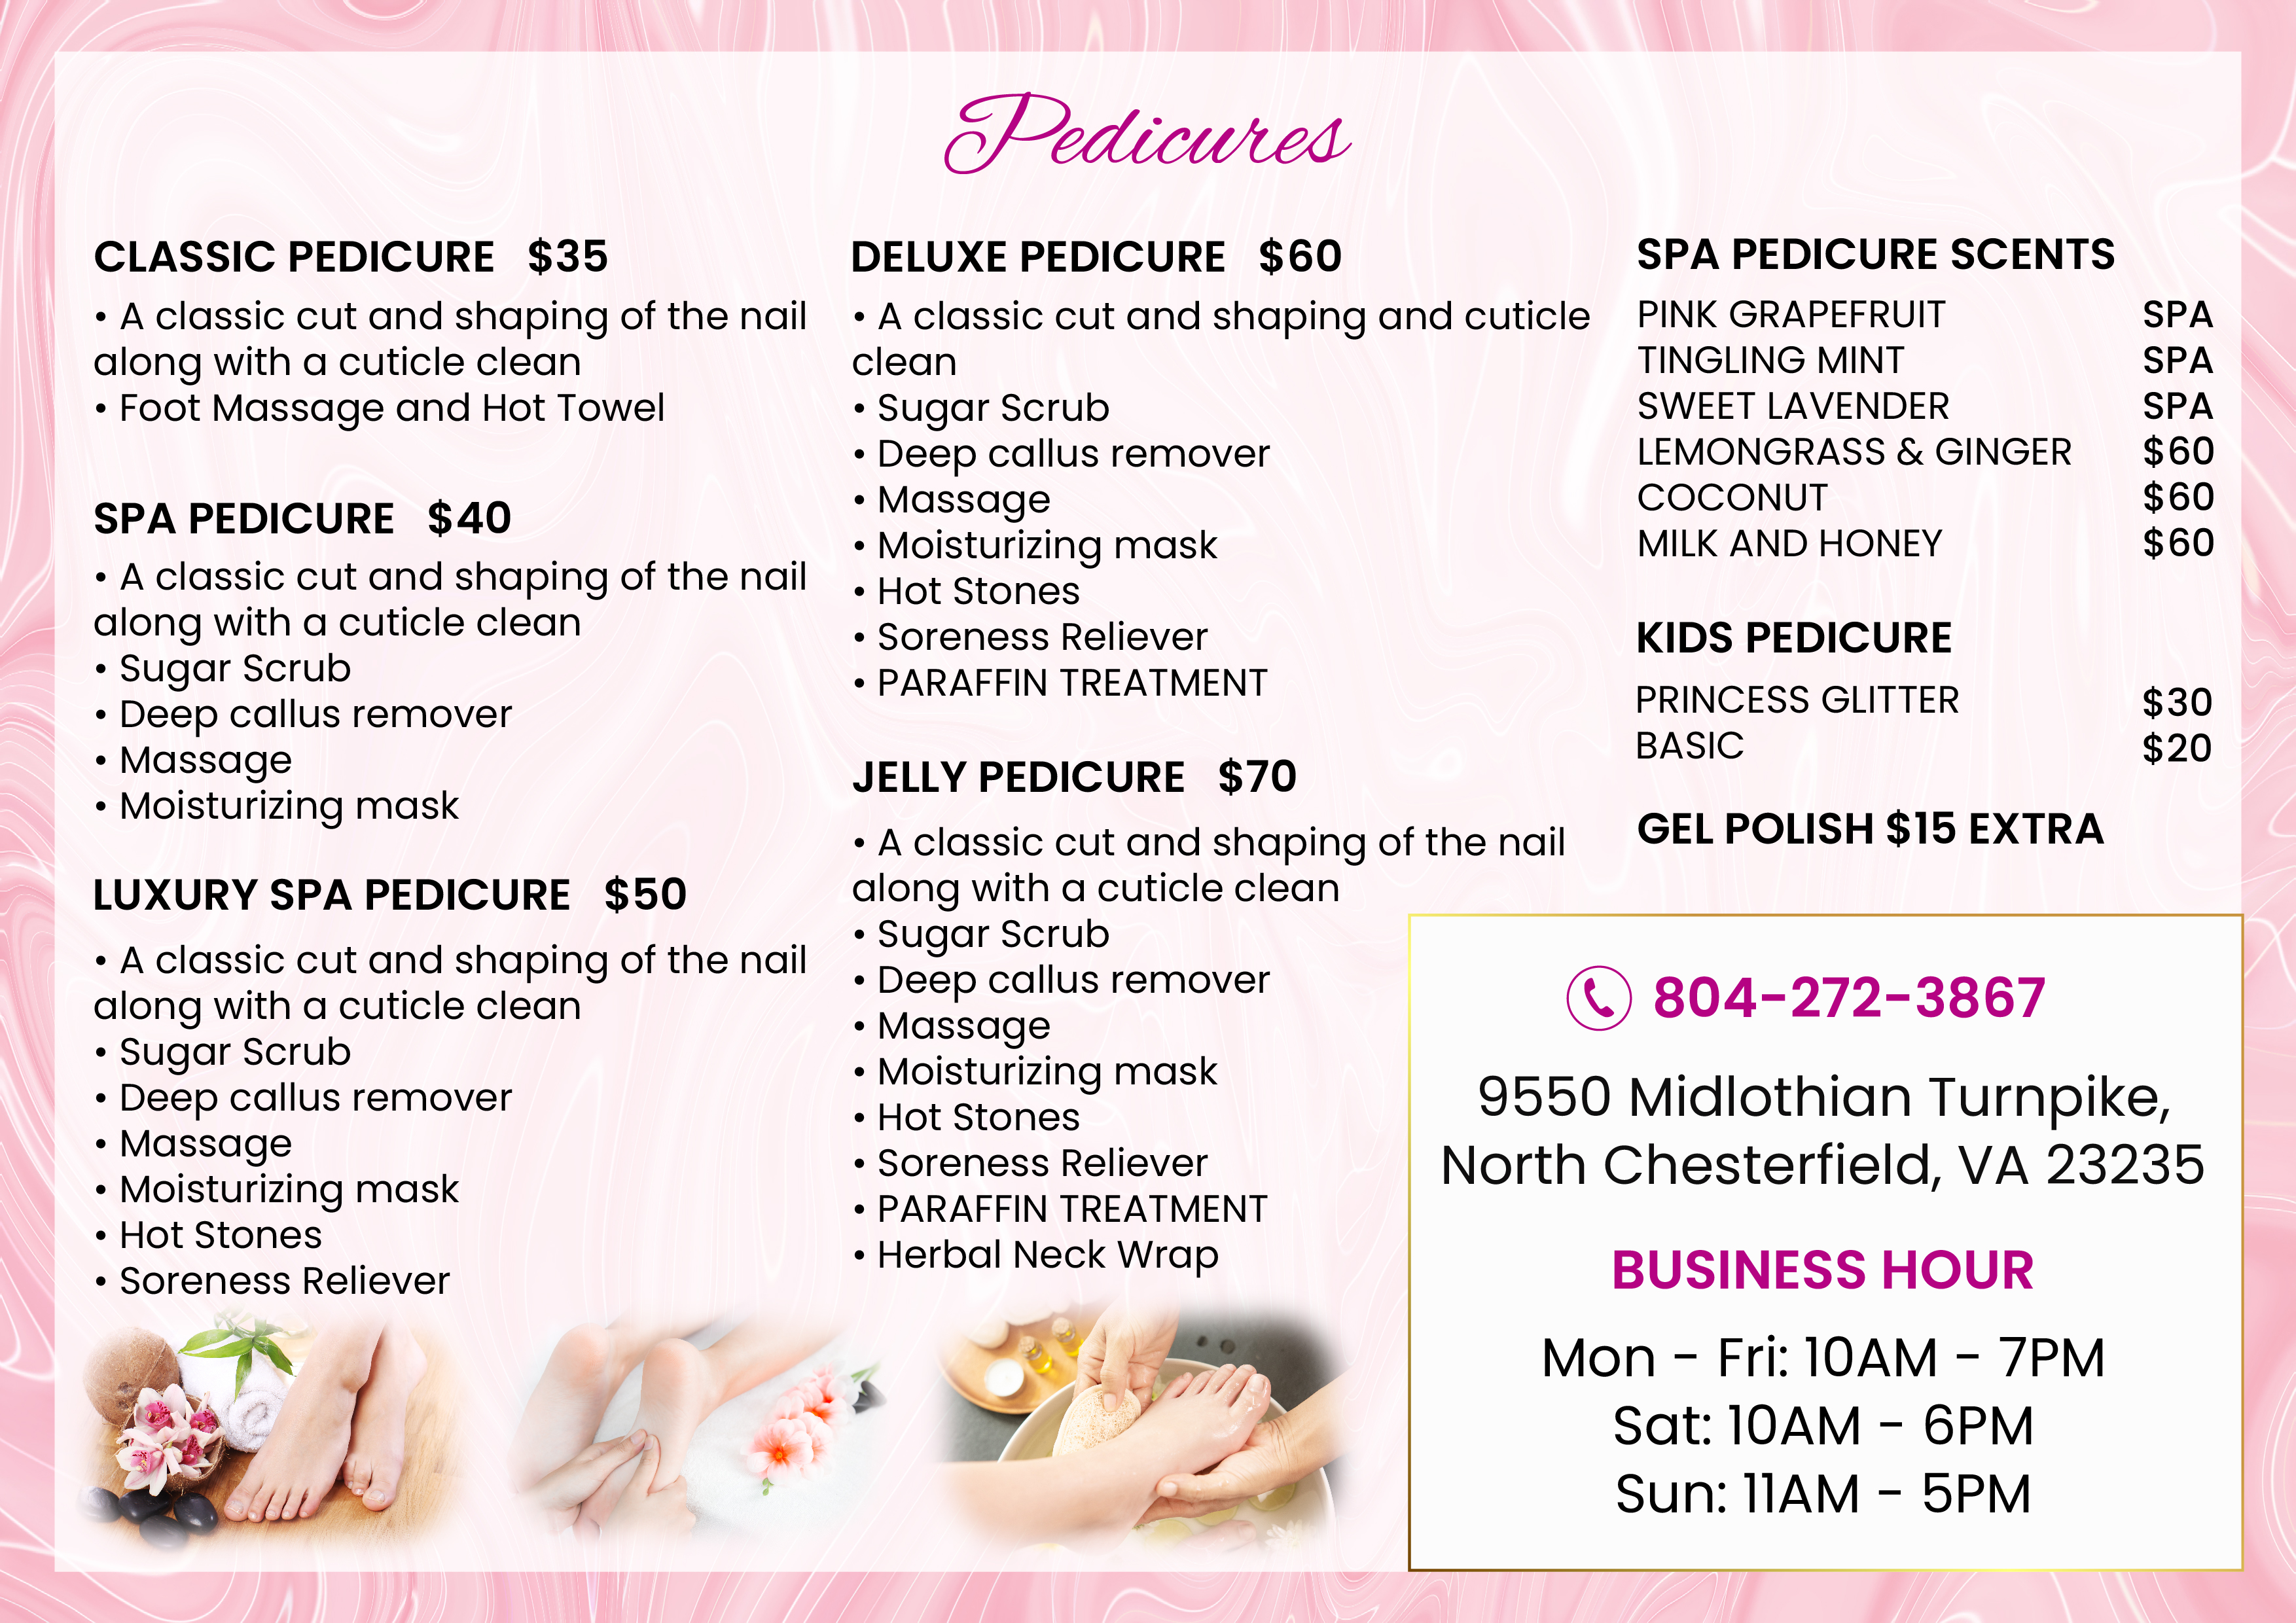 Pedicures
CLASSIC PEDICURE $35
• A classic cut and shaping of the nail
along with a cuticle clean
• Foot Massage and Hot Towel
SPA PEDICURE $40
• A classic cut and shaping of the nail
along with a cuticle clean
• Sugar Scrub
• Deep callus remover
• Massage
• Moisturizing mask
LUXURY SPA PEDICURE $50
• A classic cut and shaping of the nail
along with a cuticle clean
• Sugar Scrub
• Deep callus remover
• Massage
• Moisturizing mask
• Hot Stones
• Soreness Reliever
DELUXE PEDICURE $60
• A classic cut and shaping and cuticle
clean
• Sugar Scrub
• Deep callus remover
• Massage
• Moisturizing mask
• Hot Stones
• Soreness Reliever
• PARAFFIN TREATMENT
JELLY PEDICURE $70
• A classic cut and shaping of the nail
along with a cuticle clean
• Sugar Scrub
• Deep callus remover
• Massage
• Moisturizing mask
• Hot Stones
• Soreness Reliever
• PARAFFIN TREATMENT
• Herbal Neck Wrap
SPA PEDICURE SCENTS
PINK GRAPEFRUIT SPA
TINGLING MINT SPA
SWEET LAVENDER SPA
LEMONGRASS & GINGER $60
COCONUT $60
MILK AND HONEY $60
KIDS PEDICURE
PRINCESS GLITTER $30
BASIC $20
GEL POLISH $15 EXTRA
804-272-3867
9550 Midlothian Turnpike,
North Chesterfield, VA 23235
BUSINESS HOUR
Mon - Fri: 10AM - 7PM
Sat: 10AM - 6PM
Sun: 11AM - 5PM